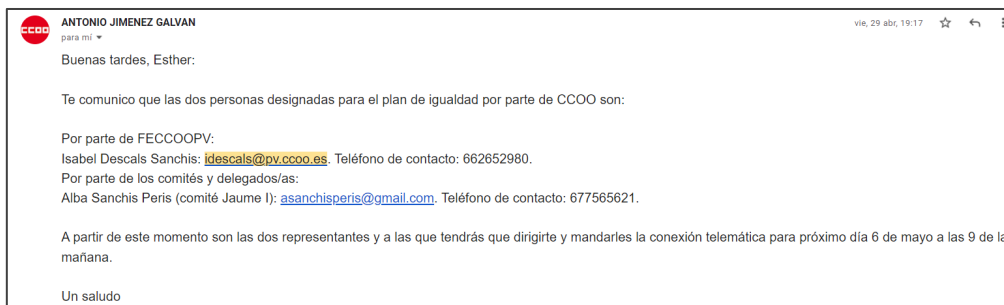 CCOO
ANTONIO JIMENEZ GALVAN
vie, 29 abr, 19:17
para mí
Buenas tardes, Esther:
Te comunico que las dos personas designadas para el plan de igualdad por parte de CCOO son:
Por parte de FECCOOPV:
Isabel Descals Sanchis: idescals@pv.ccoo.es. Teléfono de contacto: 662652980.
Por parte de los comités y delegados/as:
Alba Sanchis Peris (comité Jaume I): asanchisperis@gmail.com. Teléfono de contacto: 677565621.
A partir de este momento son las dos representantes y a las que tendrás que dirigirte y mandarles la conexión telemática para próximo día 6 de mayo a las 9 de la
mañana.
Un saludo